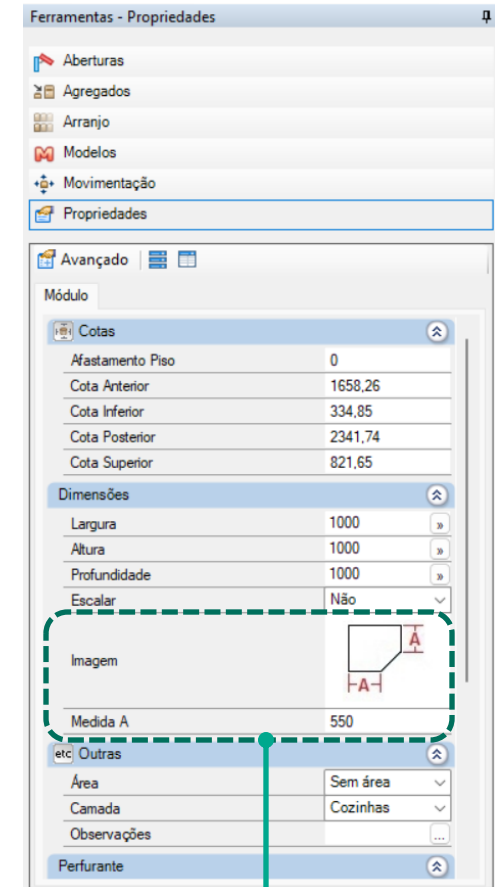 Ferramentas - Propriedades
Aberturas
Agregados
Arranjo
Modelos
Movimentação
Propriedades
Avançado
Módulo
Cotas
Afastamento Piso 0
Cota Anterior 1658,26
Cota Inferior 334,85
Cota Posterior 2341,74
Cota Superior 821,65
Dimensões
Largura 1000 »
Altura 1000 »
Profundidade 1000 »
Escalar Não
A
Imagem
A
Medida A 550
etc Outras
Área Sem área
Camada Cozinhas
Observações ...
Perfurante